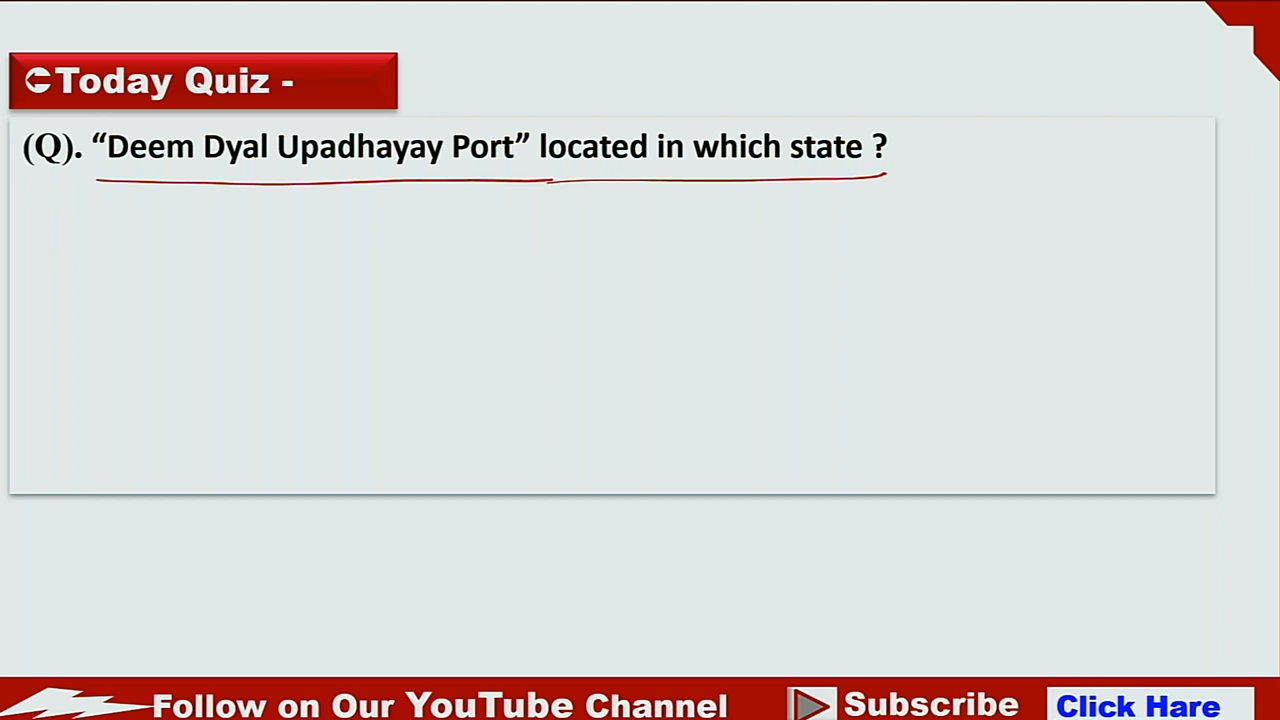 Today Quiz -
(Q). “Deem Dyal Upadhayay Port” located in which state ?
Follow on Our YouTube Channel
Subscribe
Click Hare